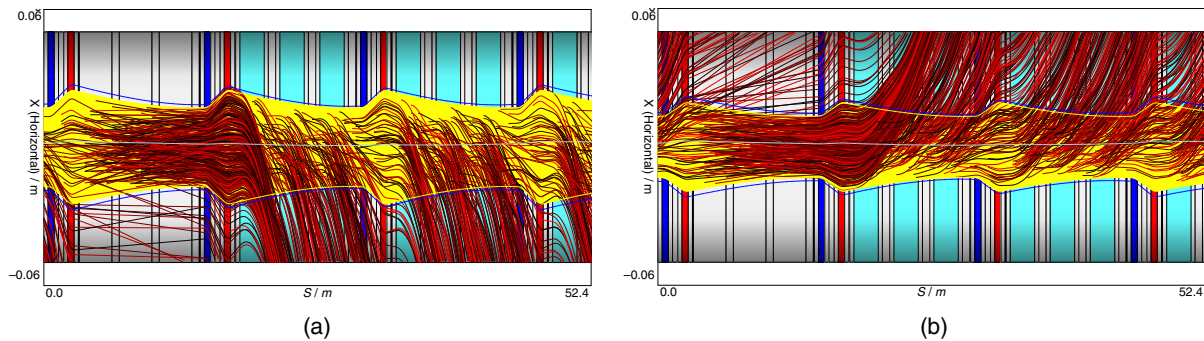 0.06
X
X (Horizontal) / m
−0.06
0.0
S / m
52.4
(a)
0.06
X
X (Horizontal) / m
−0.06
0.0
S / m
52.4
(b)